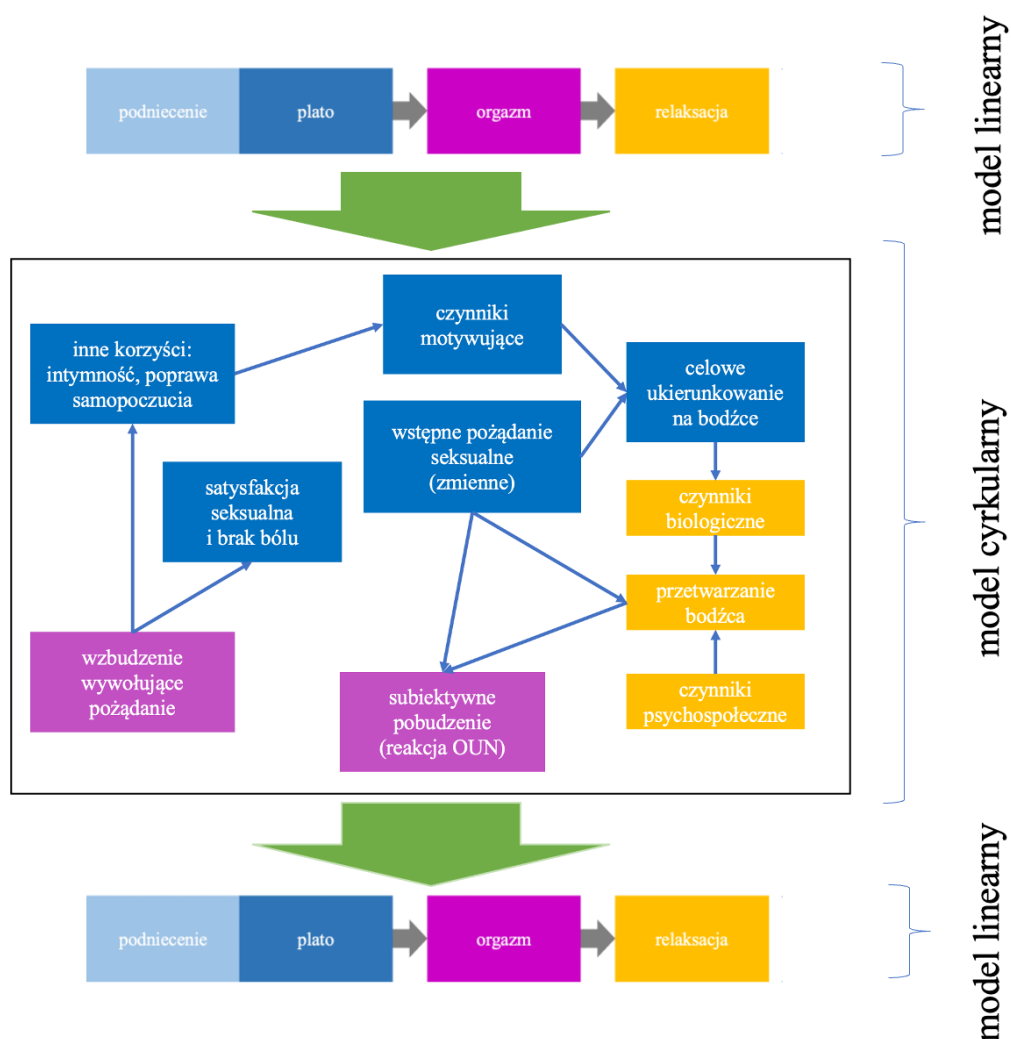 podniecenie
plato
orgazm
relaksacja
model linearny
inne korzyści:
intymność, poprawa
samopoczucia
czynniki
motywujące
celowe
ukierunkowanie
na bodźce
wstępne pożądanie
seksualne
(zmienne)
satysfakcja
seksualna
i brak bólu
czynniki
biologiczne
przetwarzanie
bodźca
wzbudzenie
wywołujące
pożądanie
subiektywne
pobudzenie
(reakcja OUN)
czynniki
psychospołeczne
model cyrkularny
podniecenie
plato
orgazm
relaksacja
model linearny